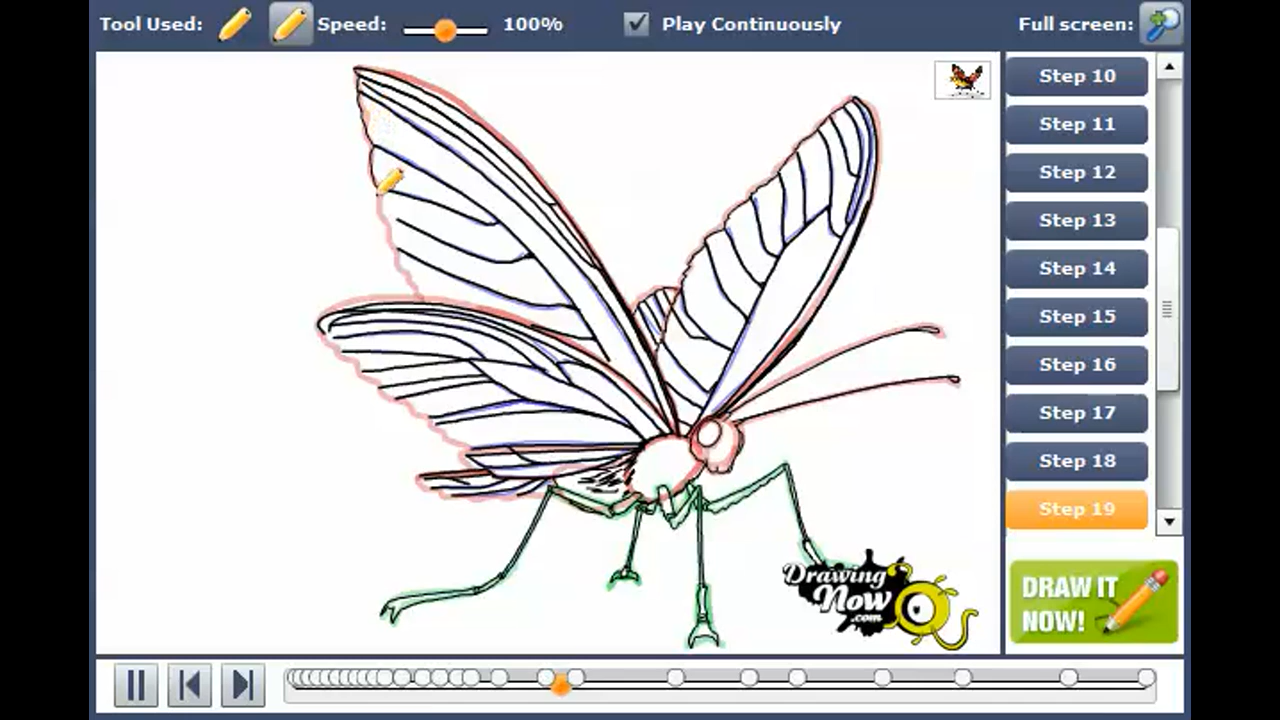 Tool Used:
Speed:
100%
Play Continuously
Full screen:
Step 10
Step 11
Step 12
Step 13
Step 14
Step 15
Step 16
Step 17
Step 18
Step 19
Drawing
Now
.com
DRAW IT
NOW!